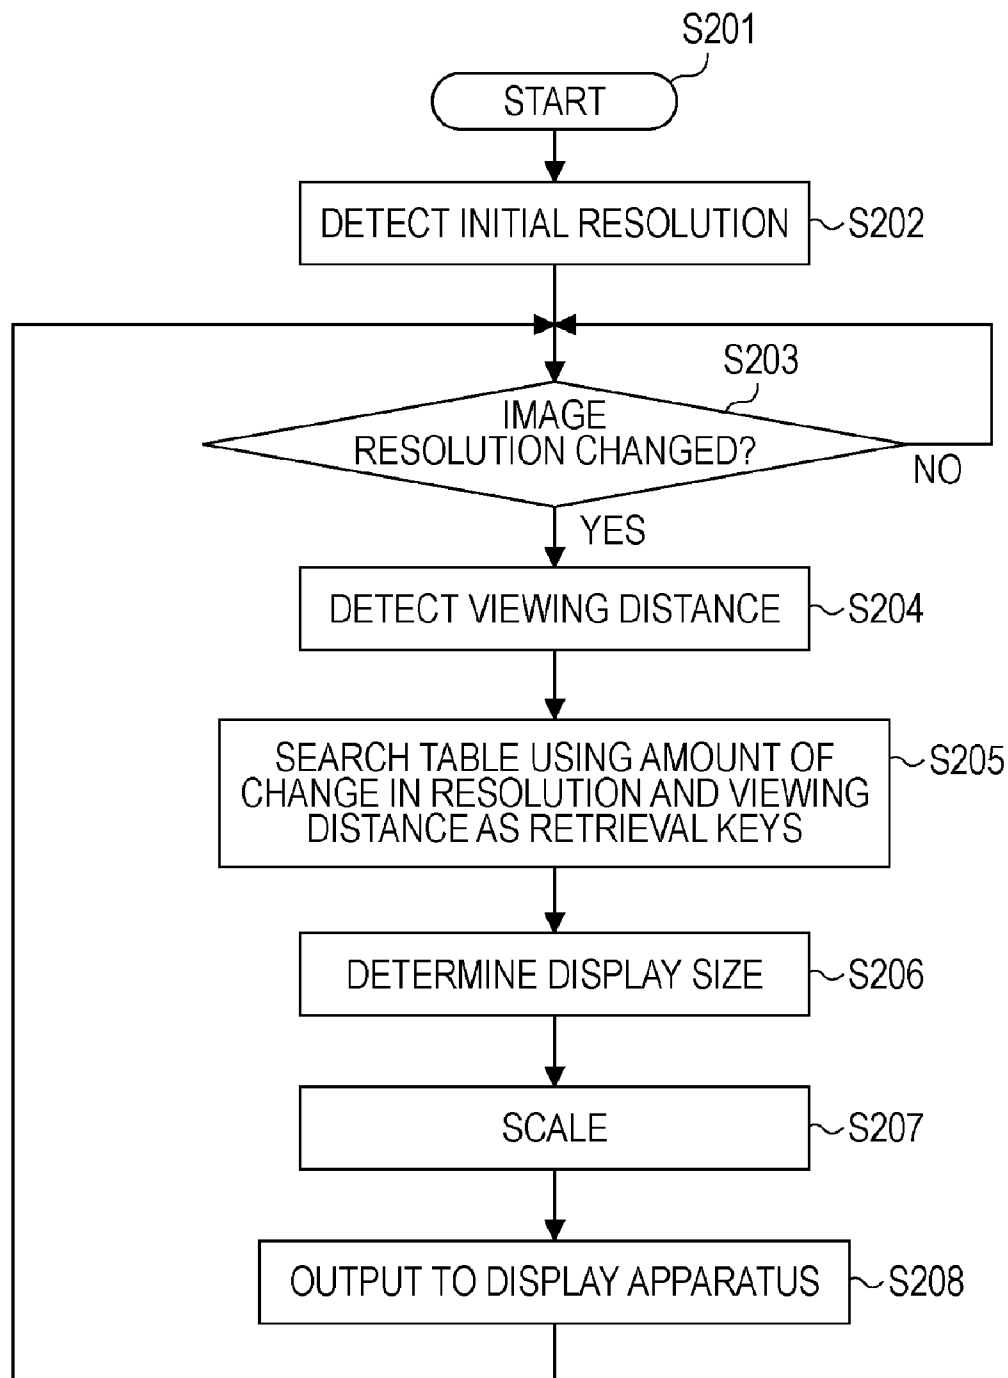 S201
START
DETECT INITIAL RESOLUTION
S202
S203
IMAGE
RESOLUTION CHANGED?
NO
YES
DETECT VIEWING DISTANCE
S204
SEARCH TABLE USING AMOUNT OF
CHANGE IN RESOLUTION AND VIEWING
DISTANCE AS RETRIEVAL KEYS
S205
DETERMINE DISPLAY SIZE
S206
SCALE
S207
OUTPUT TO DISPLAY APPARATUS
S208